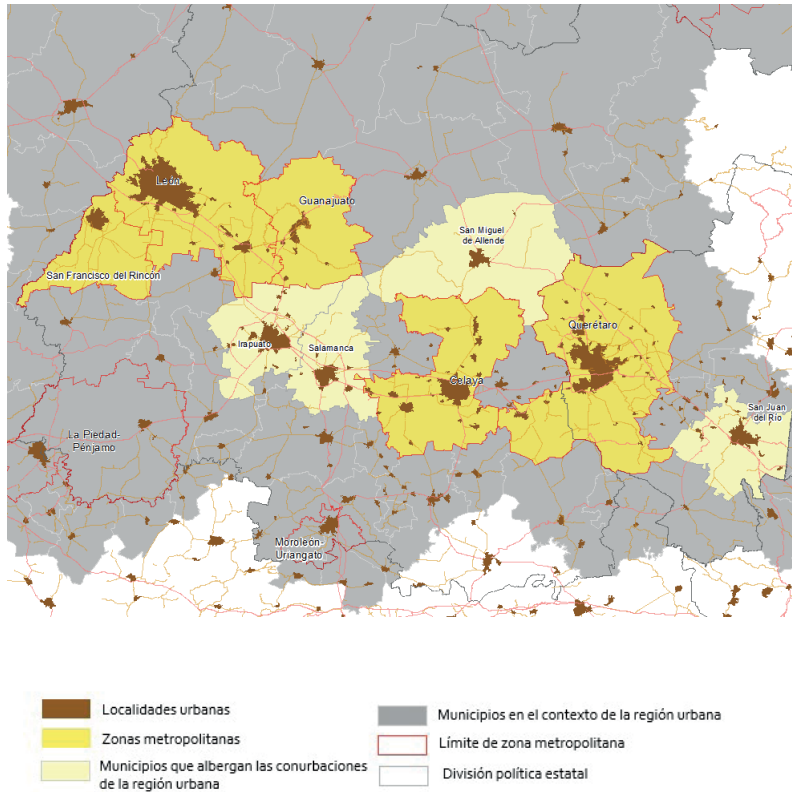 León
Guanajuato
San Miguel
de Allende
San Francisco del Rincón
Querétaro
Irapuato
Salamanca
Celaya
San Juan
del Río
La Piedad-
Pénjamo
Moroleón-
Uriangato
Localidades urbanas
Zonas metropolitanas
Municipios que albergan las conurbaciones
de la región urbana
Municipios en el contexto de la región urbana
Límite de zona metropolitana
División política estatal